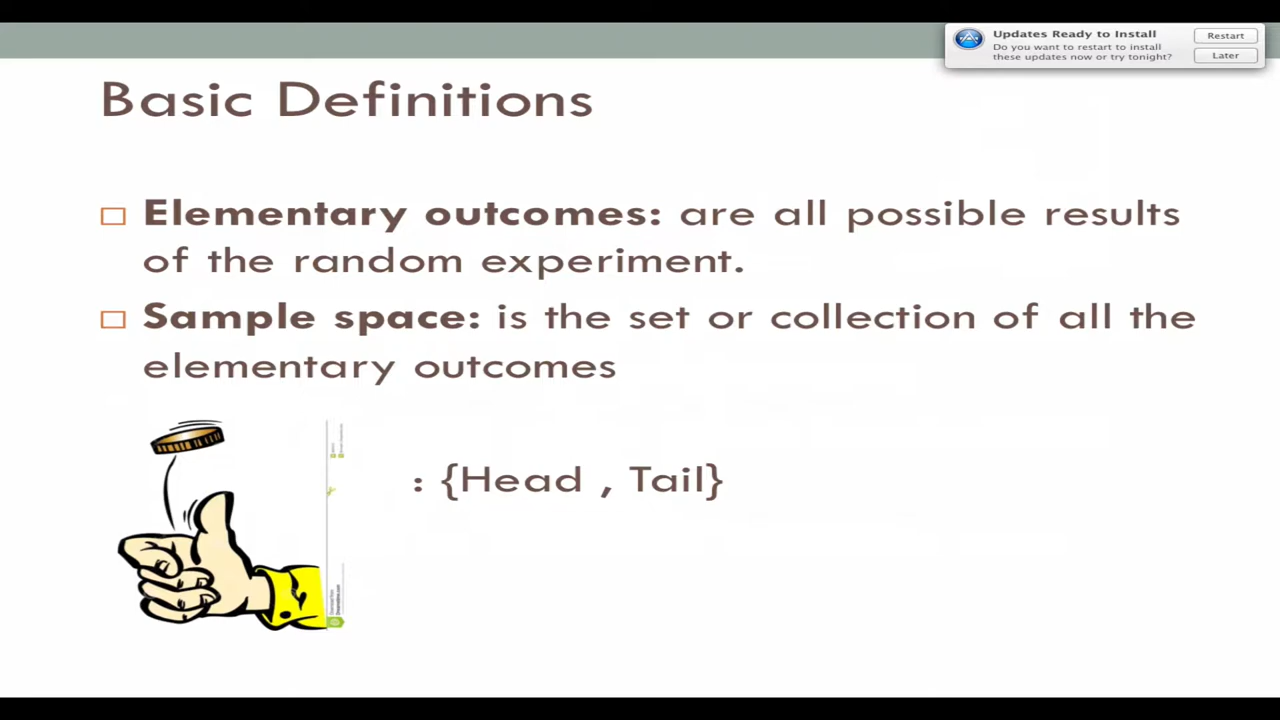 Updates Ready to Install
Do you want to restart to install
these updates now or try tonight?
Restart
Later
Basic Definitions
Elementary outcomes: are all possible results
of the random experiment.
Sample space: is the set or collection of all the
elementary outcomes
: {Head , Tail}